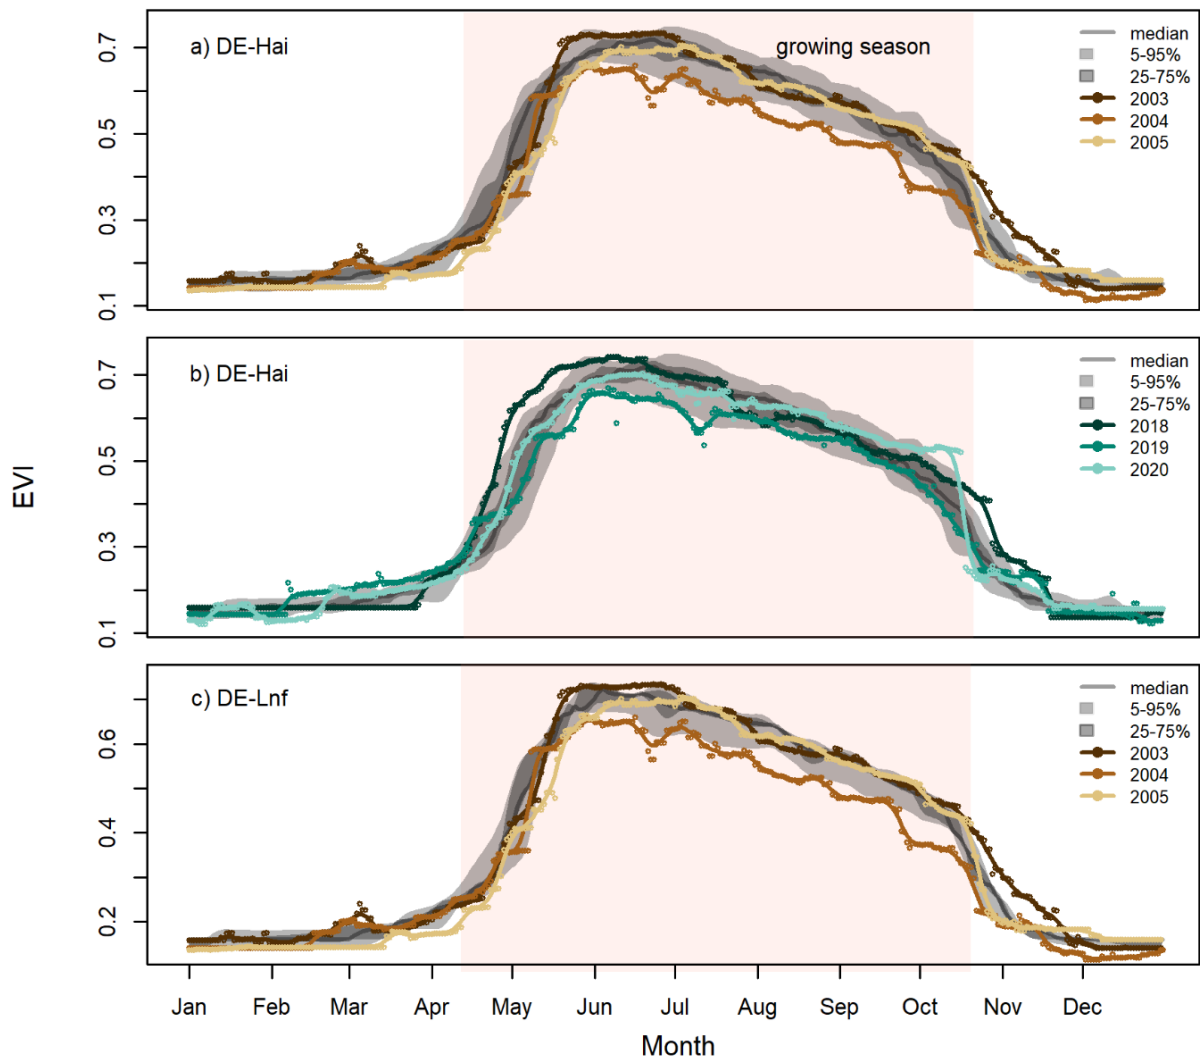 a) DE-Hai
growing season
median
5-95%
25-75%
2003
2004
2005
0.7
0.5
0.3
0.1
b) DE-Hai
median
5-95%
25-75%
2018
2019
2020
0.7
0.5
0.3
0.1
EVI
c) DE-Lnf
median
5-95%
25-75%
2003
2004
2005
0.6
0.4
0.2
Jan Feb Mar Apr May Jun Jul Aug Sep Oct Nov Dec
Month